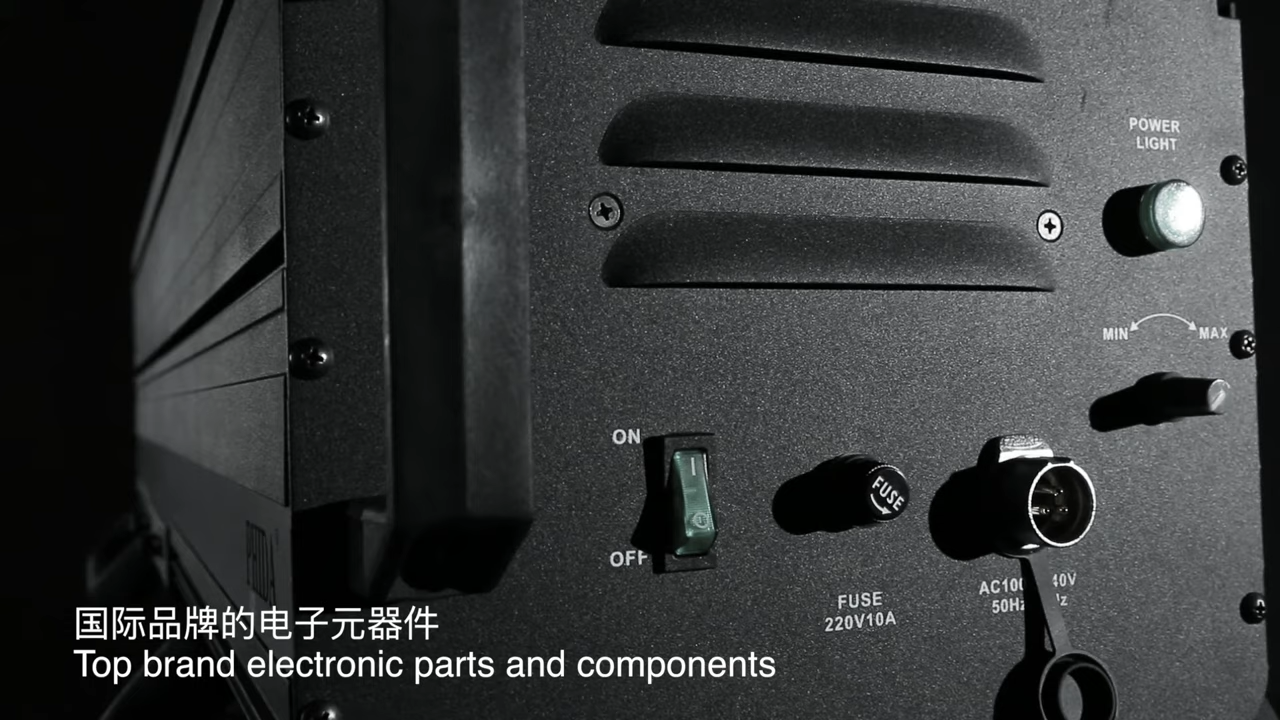 POWER
LIGHT
MIN
MAX
ON
OFF
FUSE
FUSE
220V10A
国际品牌的电子元器件
Top brand electronic parts and components